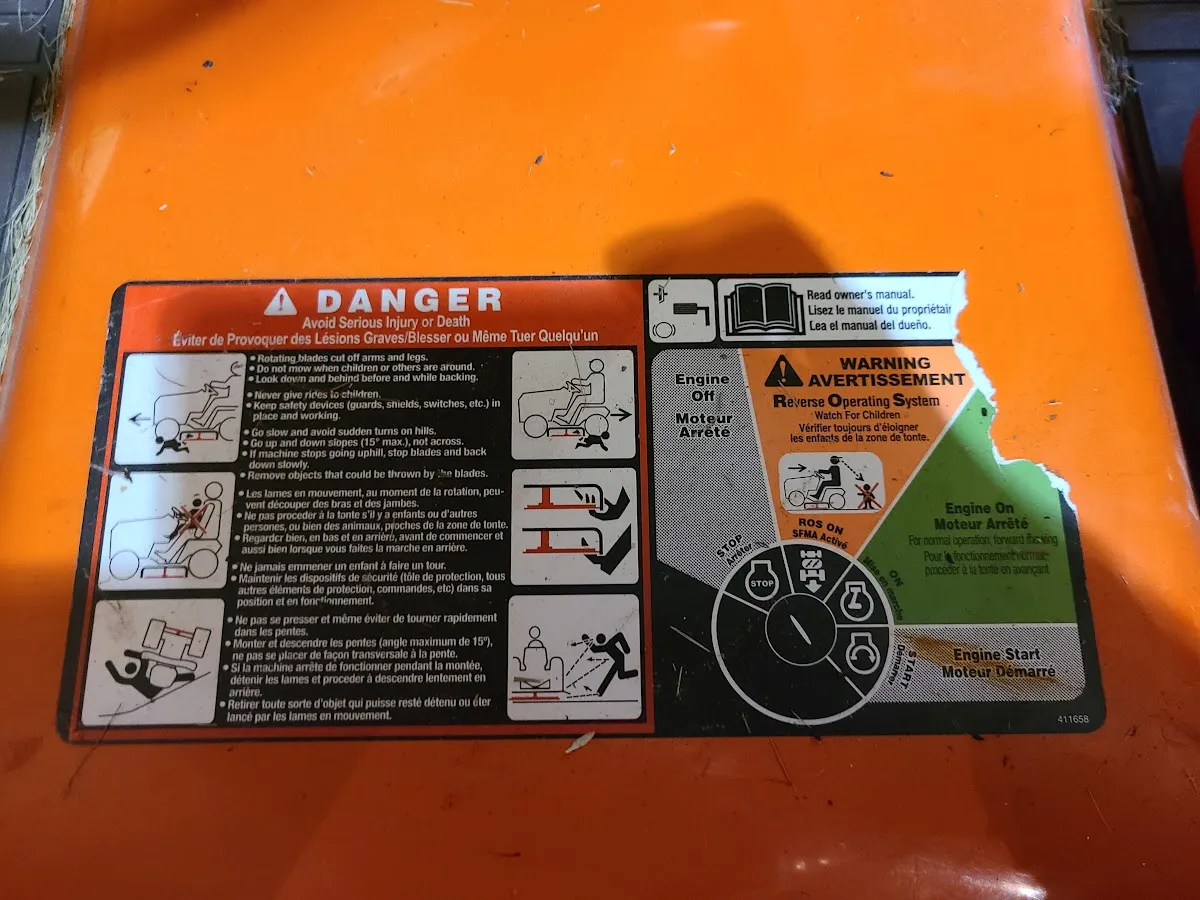 DANGER
Avoid Serious Injury or Death
Éviter de Provoquer des Lésions Graves/Blesser ou Même Tuer Quelqu'un
• Rotating blades cut off arms and legs.
• Do not mow when children or others are around.
• Look down and behind before and while backing.
• Never give rides to children.
• Keep safety devices (guards, shields, switches, etc.) in
place and working.
• Go slow and avoid sudden turns on hills.
• Go up and down slopes (15° max.), not across.
• If machine stops going uphill, stop blades and back
down slowly.
• Remove objects that could be thrown by the blades.
• Les lames en mouvement, au moment de la rotation, peu-
vent découper des bras et des jambes.
• Ne pas procéder à la tonte s'il y a enfants ou d'autres
persones, ou bien des animaux, proches de la zone de tonte.
• Regarder bien, en bas et en arrière, avant de commencer et
aussi bien lorsque vous faites la marche en arrière.
• Ne jamais emmener un enfant à faire un tour.
• Maintenir les dispositifs de sécurité (tôle de protection, tous
autres éléments de protection, commandes, etc) dans sa
position et en fonctionnement.
• Ne pas se presser et même éviter de tourner rapidement
dans les pentes.
• Monter et descendre les pentes (angle maximum de 15°),
ne pas se placer de façon transversale à la pente.
• Si la machine arrête de fonctionner pendant la montée,
détenir les lames et proceder à descendre lentement en
arrière.
• Retirer toute sorte d'objet qui puisse resté détenu ou éter
lancé par les lames en mouvement.
Read owner's manual.
Lisez le manuel du propriétair
Lea el manual del dueño.
Engine
Off
Moteur
Arrêté
WARNING
AVERTISSEMENT
Reverse Operating System
Watch For Children
Vérifier toujours d'éloigner
les enfants de la zone de tonte.
ROS ON
SFMA Activé
Engine On
Moteur Arrêté
For normal operation, forward mowing
Pour le fonctionnement normal,
procéder à la tonte en avançant
STOP
Arrêter
STOP
ON
Mise en marche
START
Démarrer
Engine Start
Moteur Démarré
411658